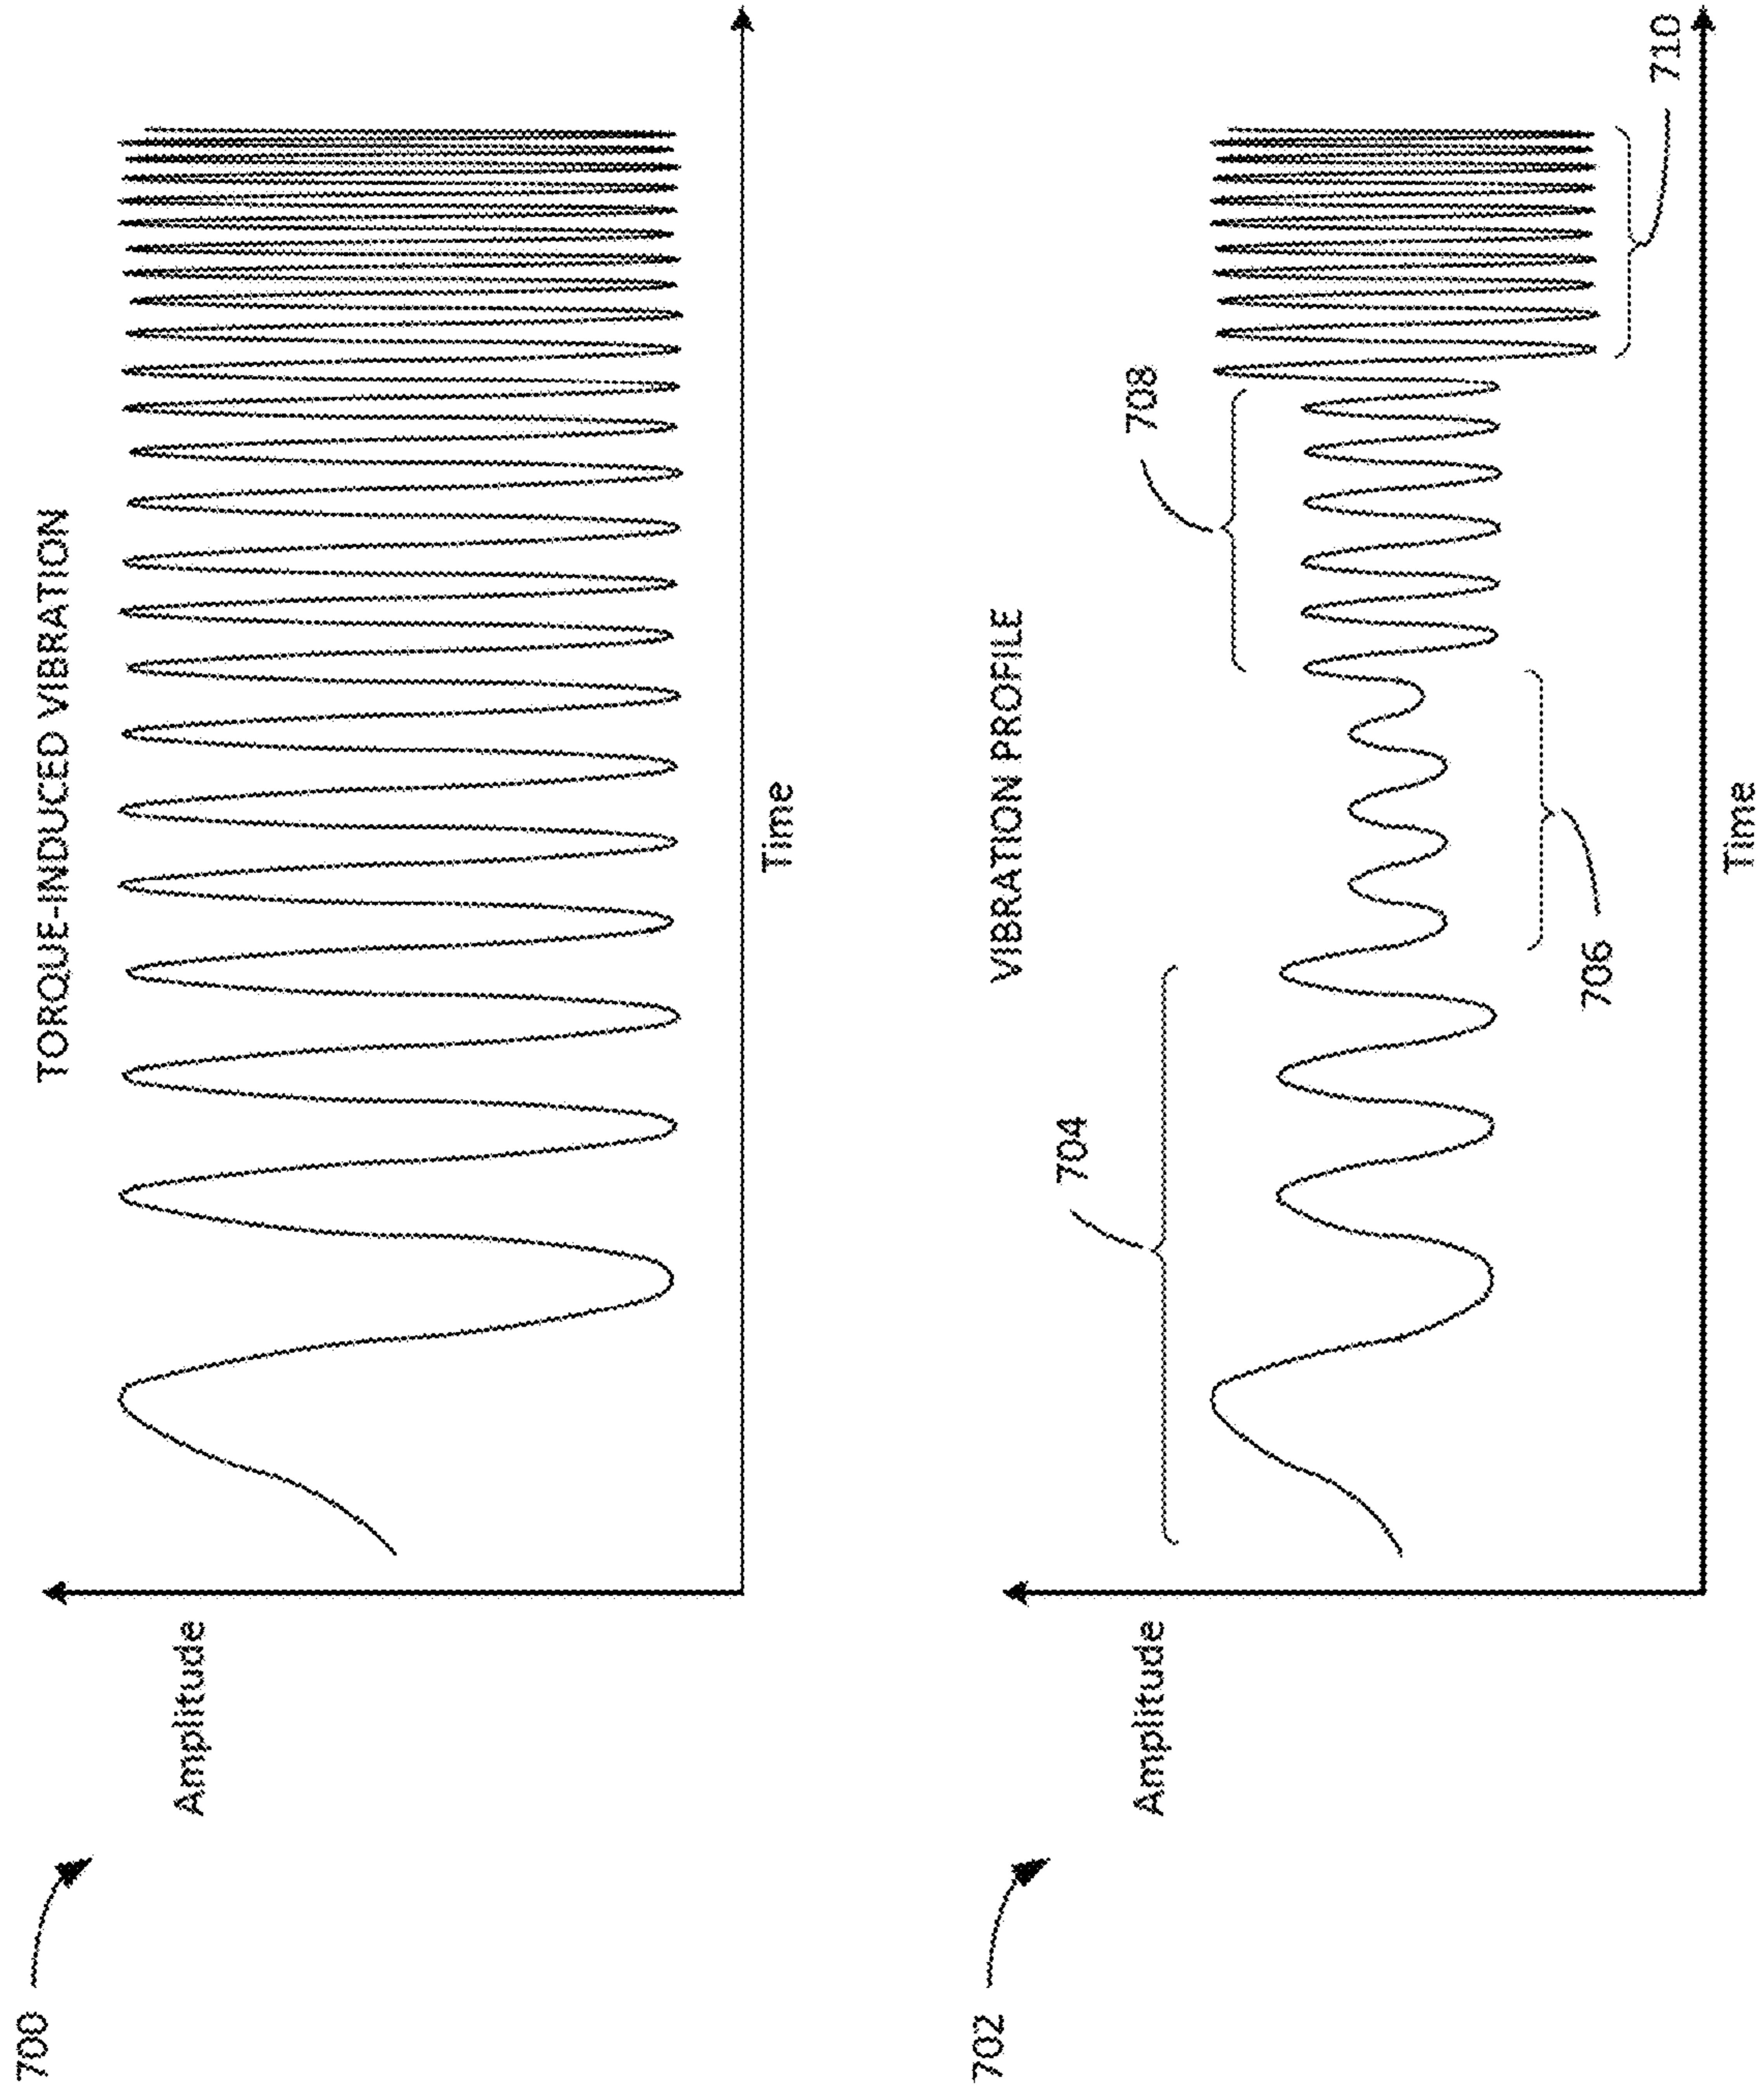 700
TORQUE-INDUCED VIBRATION
Amplitude
Time
702
VIBRATION PROFILE
Amplitude
704
708
706
710
Time